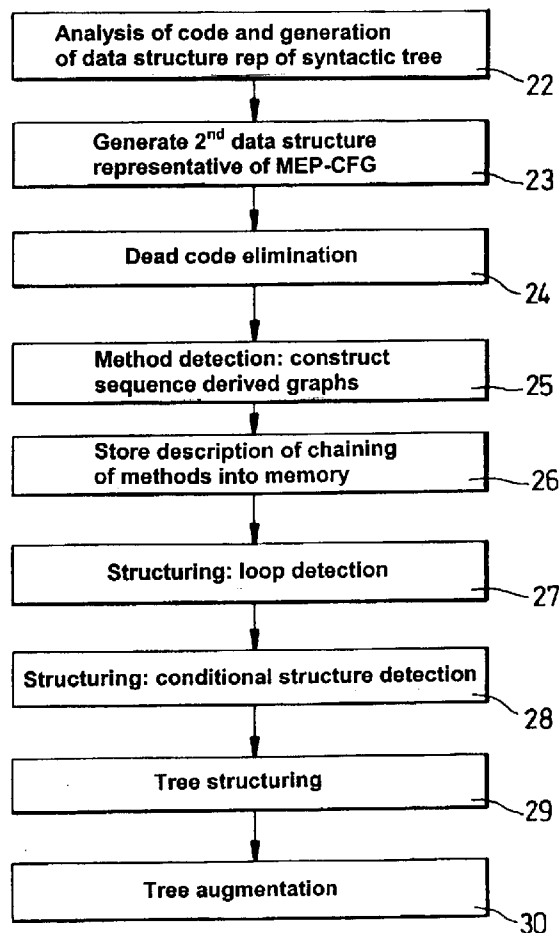 Analysis of code and generation
of data structure rep of syntactic tree
22
Generate 2nd data structure
representative of MEP-CFG
23
Dead code elimination
24
Method detection: construct
sequence derived graphs
25
Store description of chaining
of methods into memory
26
Structuring: loop detection
27
Structuring: conditional structure detection
28
Tree structuring
29
Tree augmentation
30